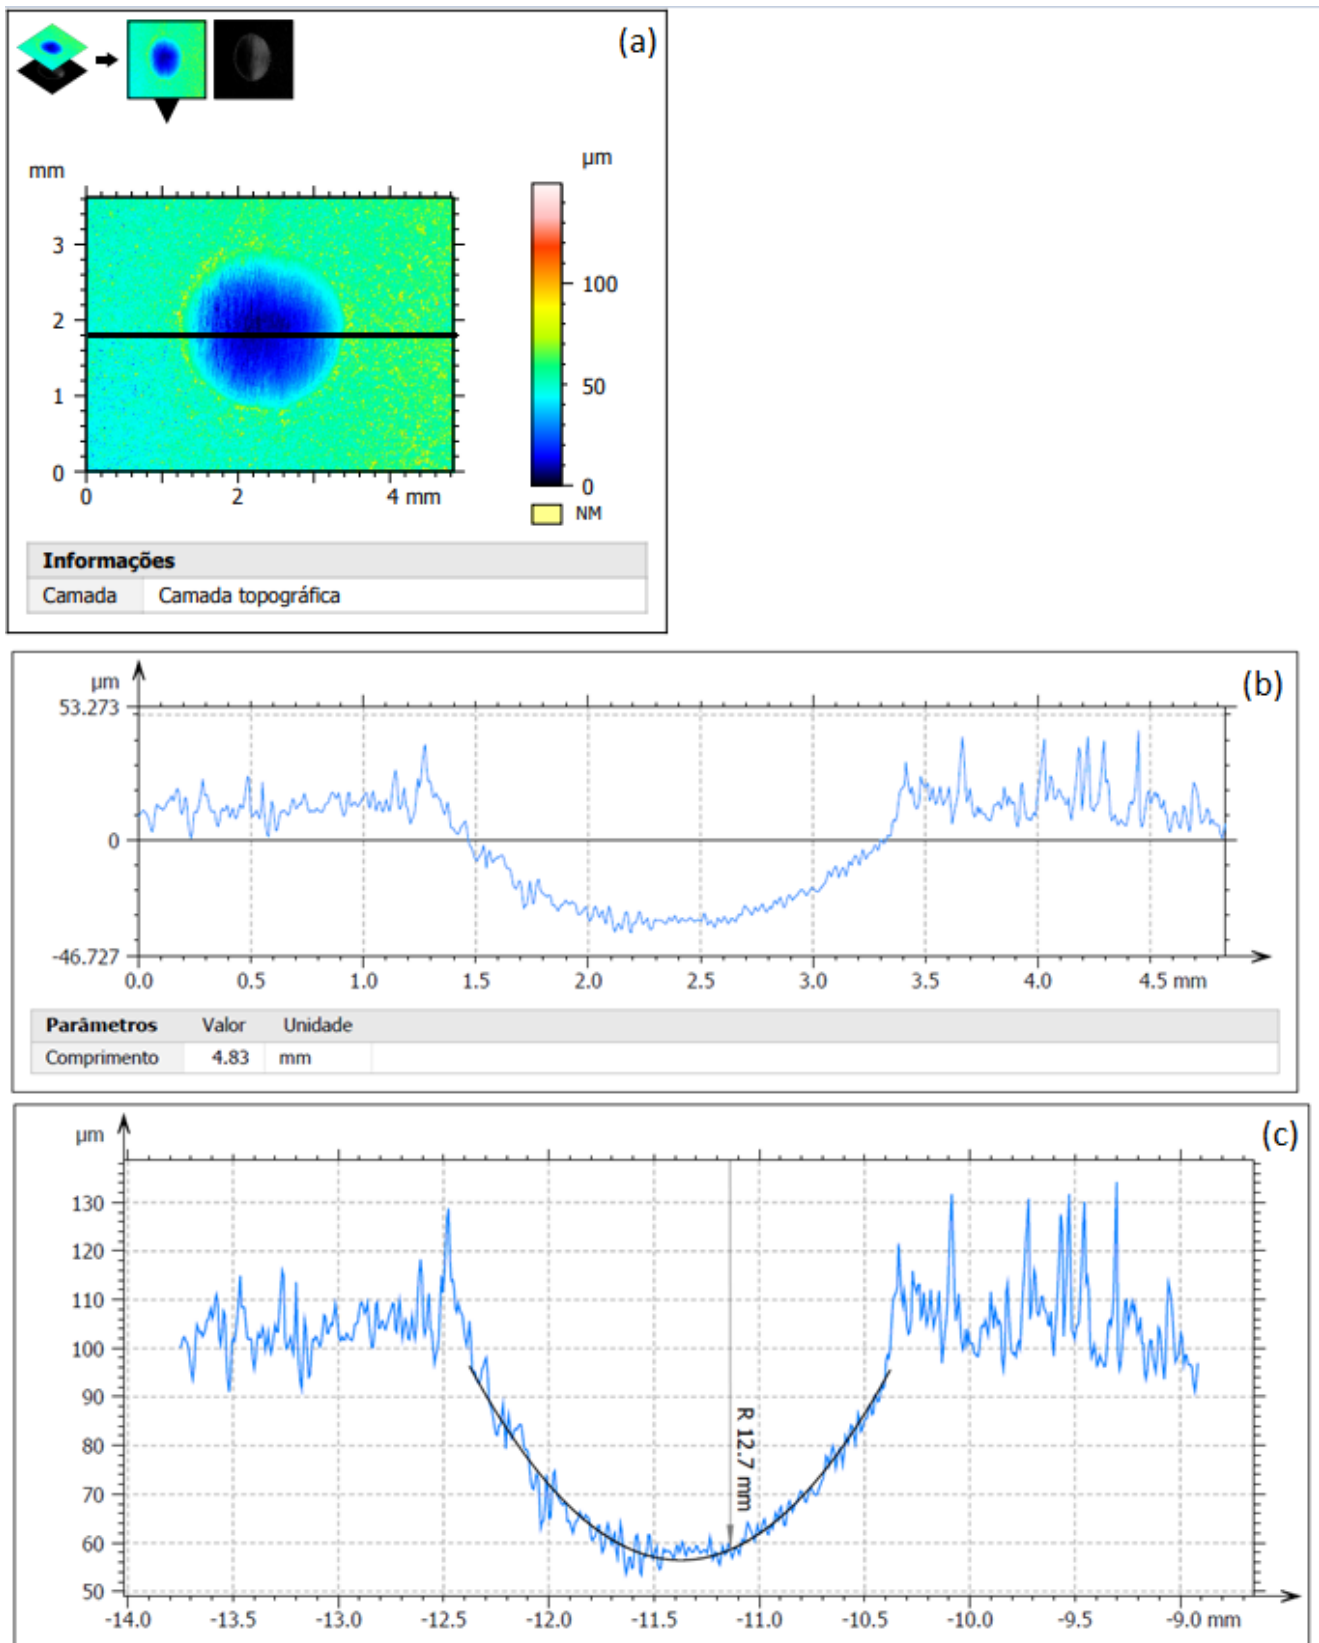 (a)
mm
µm
3
2
1
0
0
2
4 mm
100
50
0
NM
Informações
Camada Camada topográfica
(b)
µm
53.273
0
-46.727
0.0 0.5 1.0 1.5 2.0 2.5 3.0 3.5 4.0 4.5 mm
Parâmetros Valor Unidade
Comprimento 4.83 mm
(c)
µm
130
120
110
100
90
80
70
60
50
R 12.7 mm
-14.0 -13.5 -13.0 -12.5 -12.0 -11.5 -11.0 -10.5 -10.0 -9.5 -9.0 mm